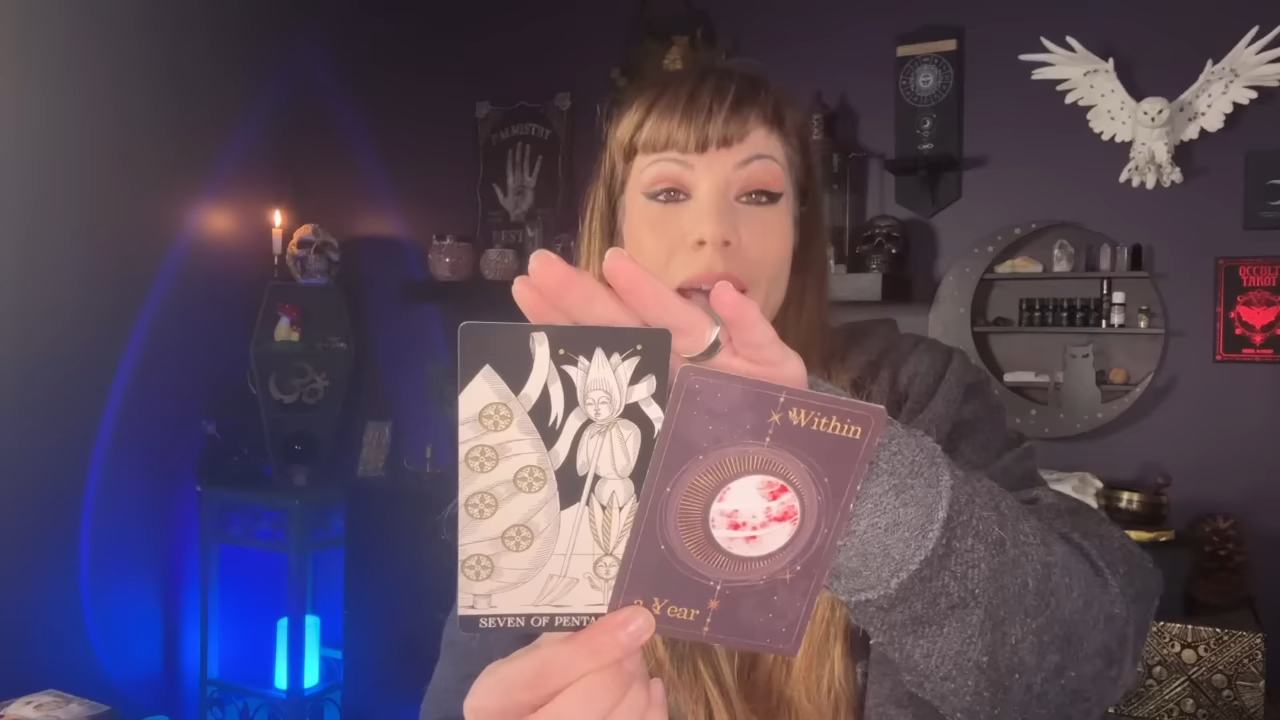 PALMISTRY
OCCULT
TAROT
Within
a Year
SEVEN OF PENTA